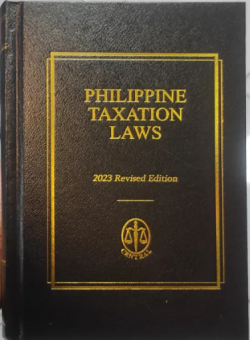 PHILIPPINE
TAXATION
LAWS
2023 Revised Edition
CENTRAL